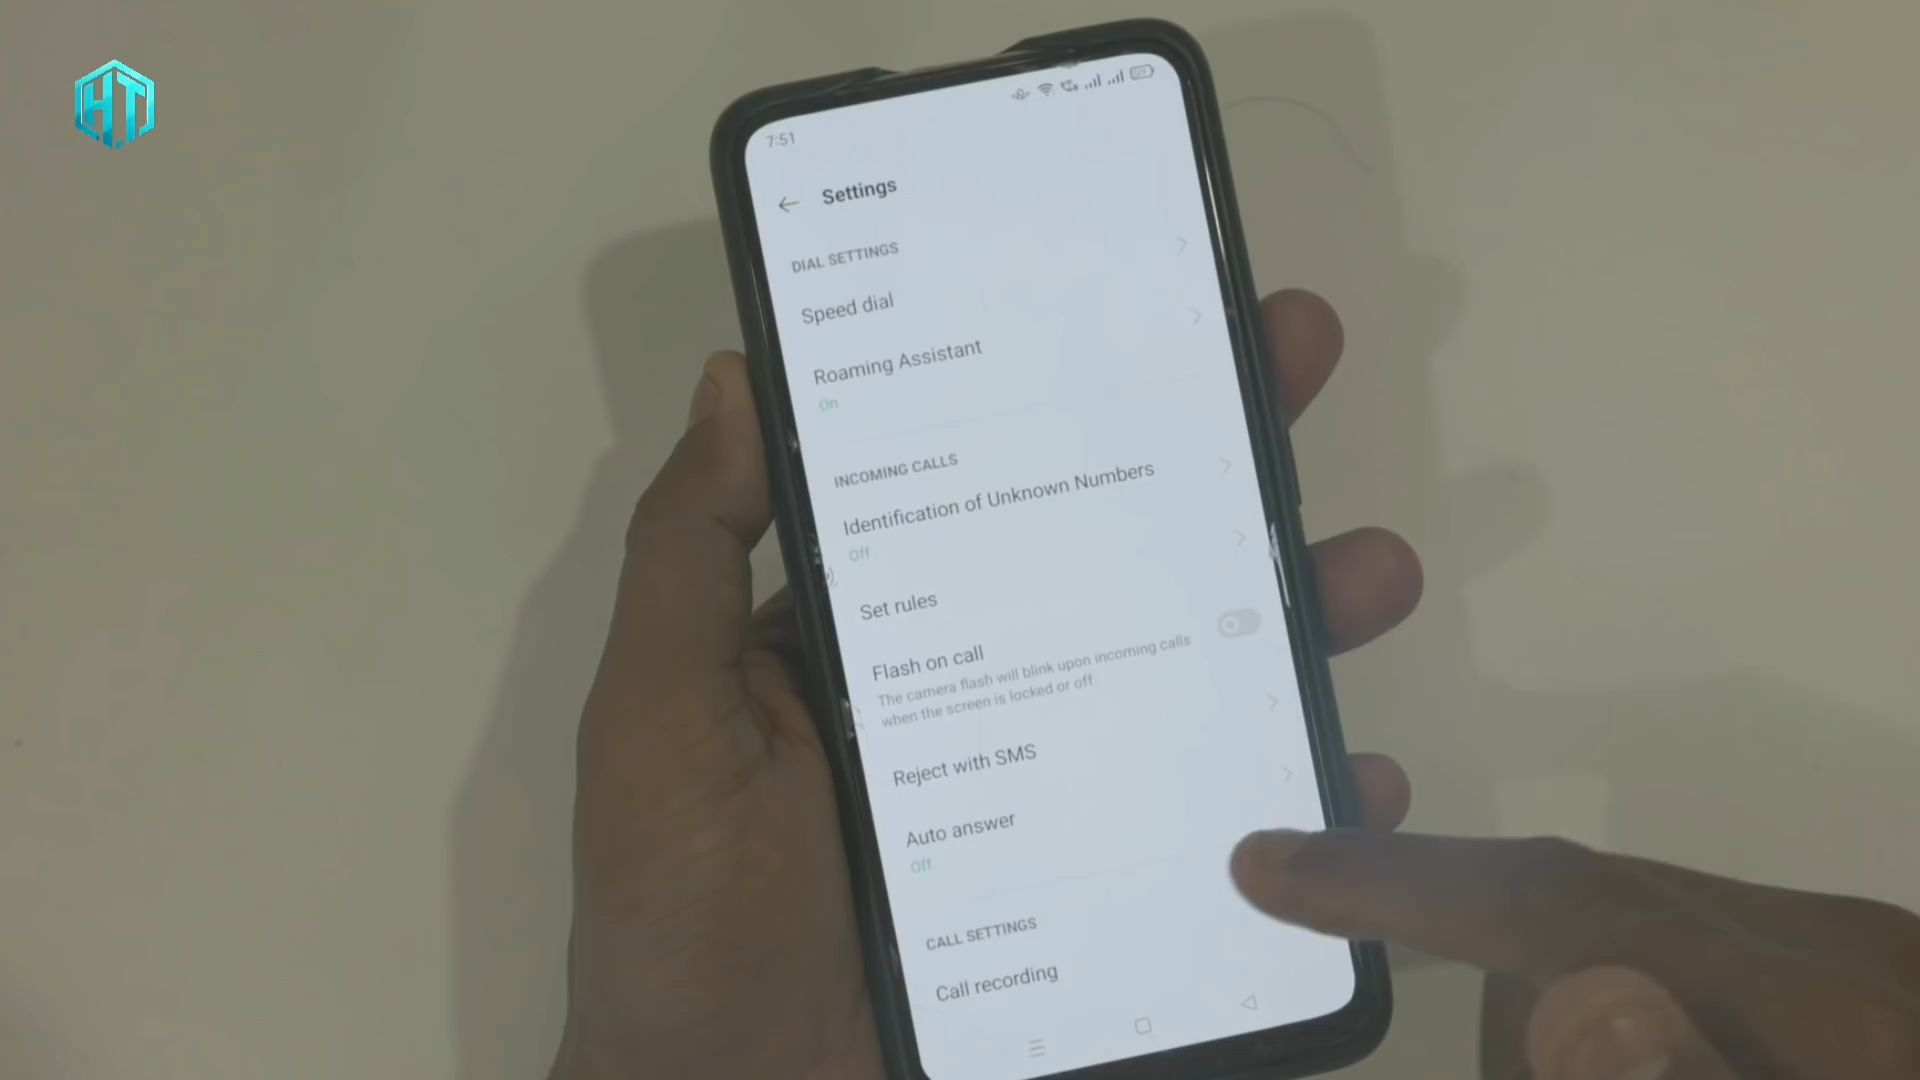 HT
7:51
Settings
DIAL SETTINGS
Speed dial
Roaming Assistant
On
INCOMING CALLS
Identification of Unknown Numbers
Off
Set rules
Flash on call
The camera flash will blink upon incoming calls
when the screen is locked or off.
Reject with SMS
Auto answer
Off
CALL SETTINGS
Call recording